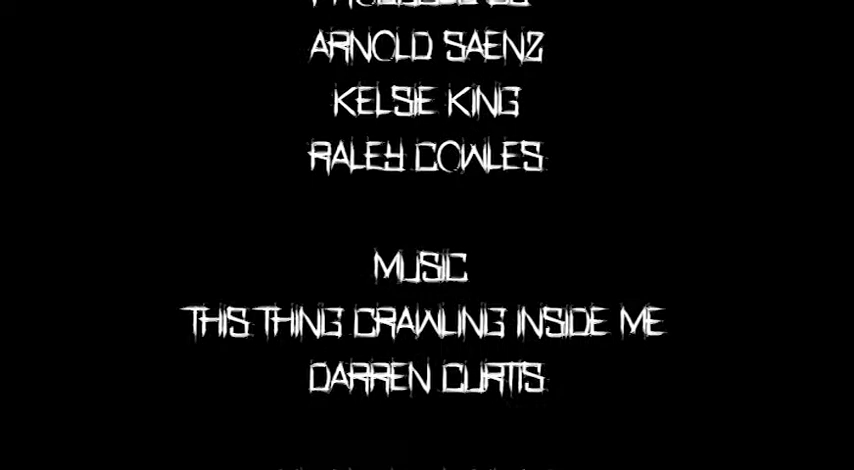 ARNOLD SAENZ
KELSIE KING
RALEY COWLES
MUSIC
THIS THING CRAWLING INSIDE ME
DARREN CURTIS